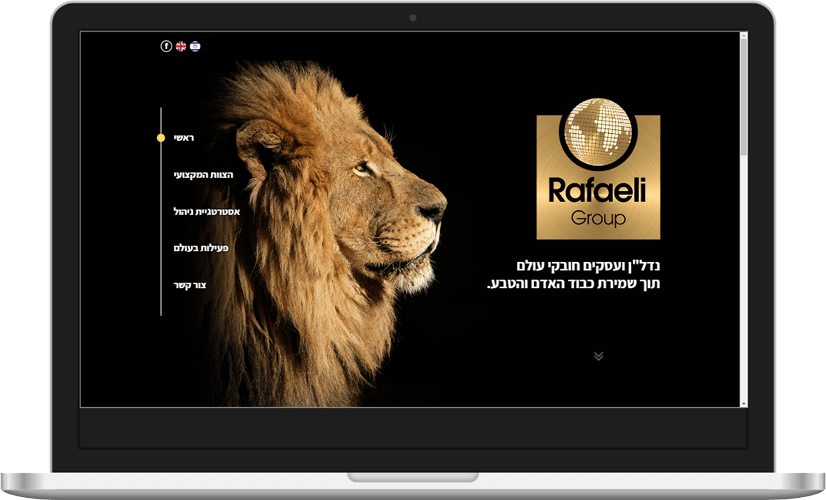 f
ראשי
הצוות המקצועי
אסטרטגיית ניהול
פעילות בעולם
צור קשר
Rafaeli
Group
נדל"ן ועסקים חובקי עולם
תוך שמירת כבוד האדם והטבע.